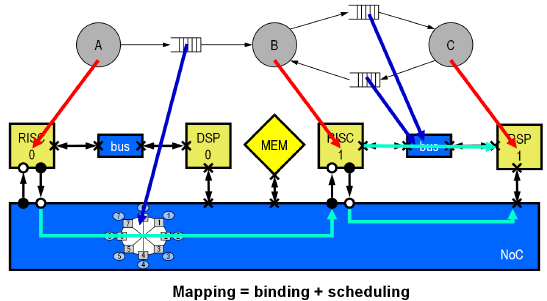 A
B
C
RISC
0
bus
DSP
0
MEM
RISC
1
bus
DSP
1
NoC
Mapping = binding + scheduling